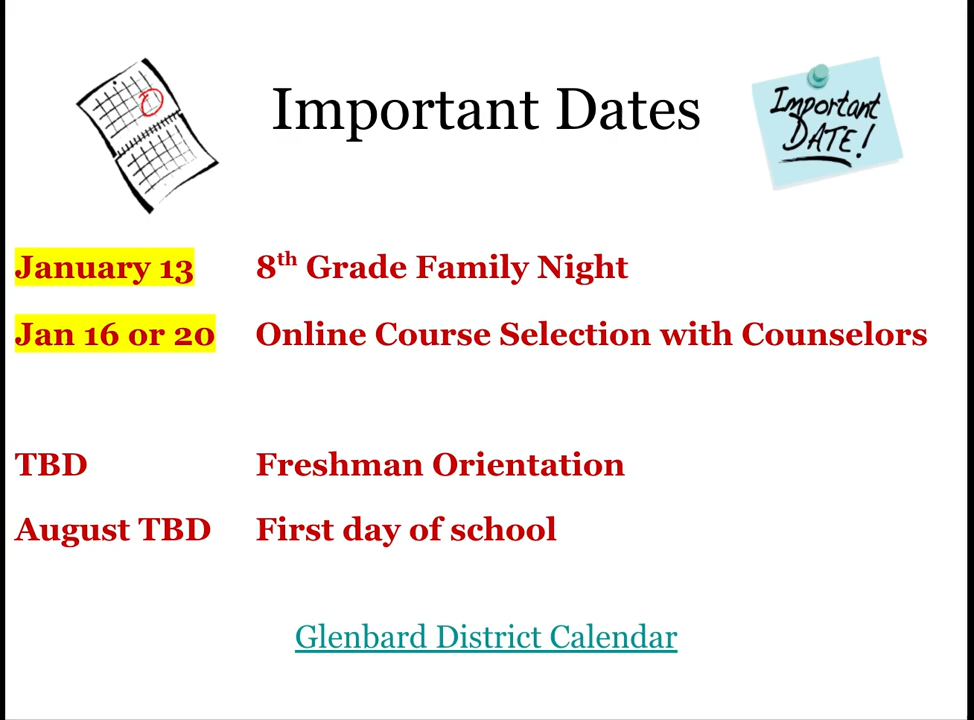 Important Dates
Important
DATE!
January 13 8th Grade Family Night
Jan 16 or 20 Online Course Selection with Counselors
TBD Freshman Orientation
August TBD First day of school
Glenbard District Calendar